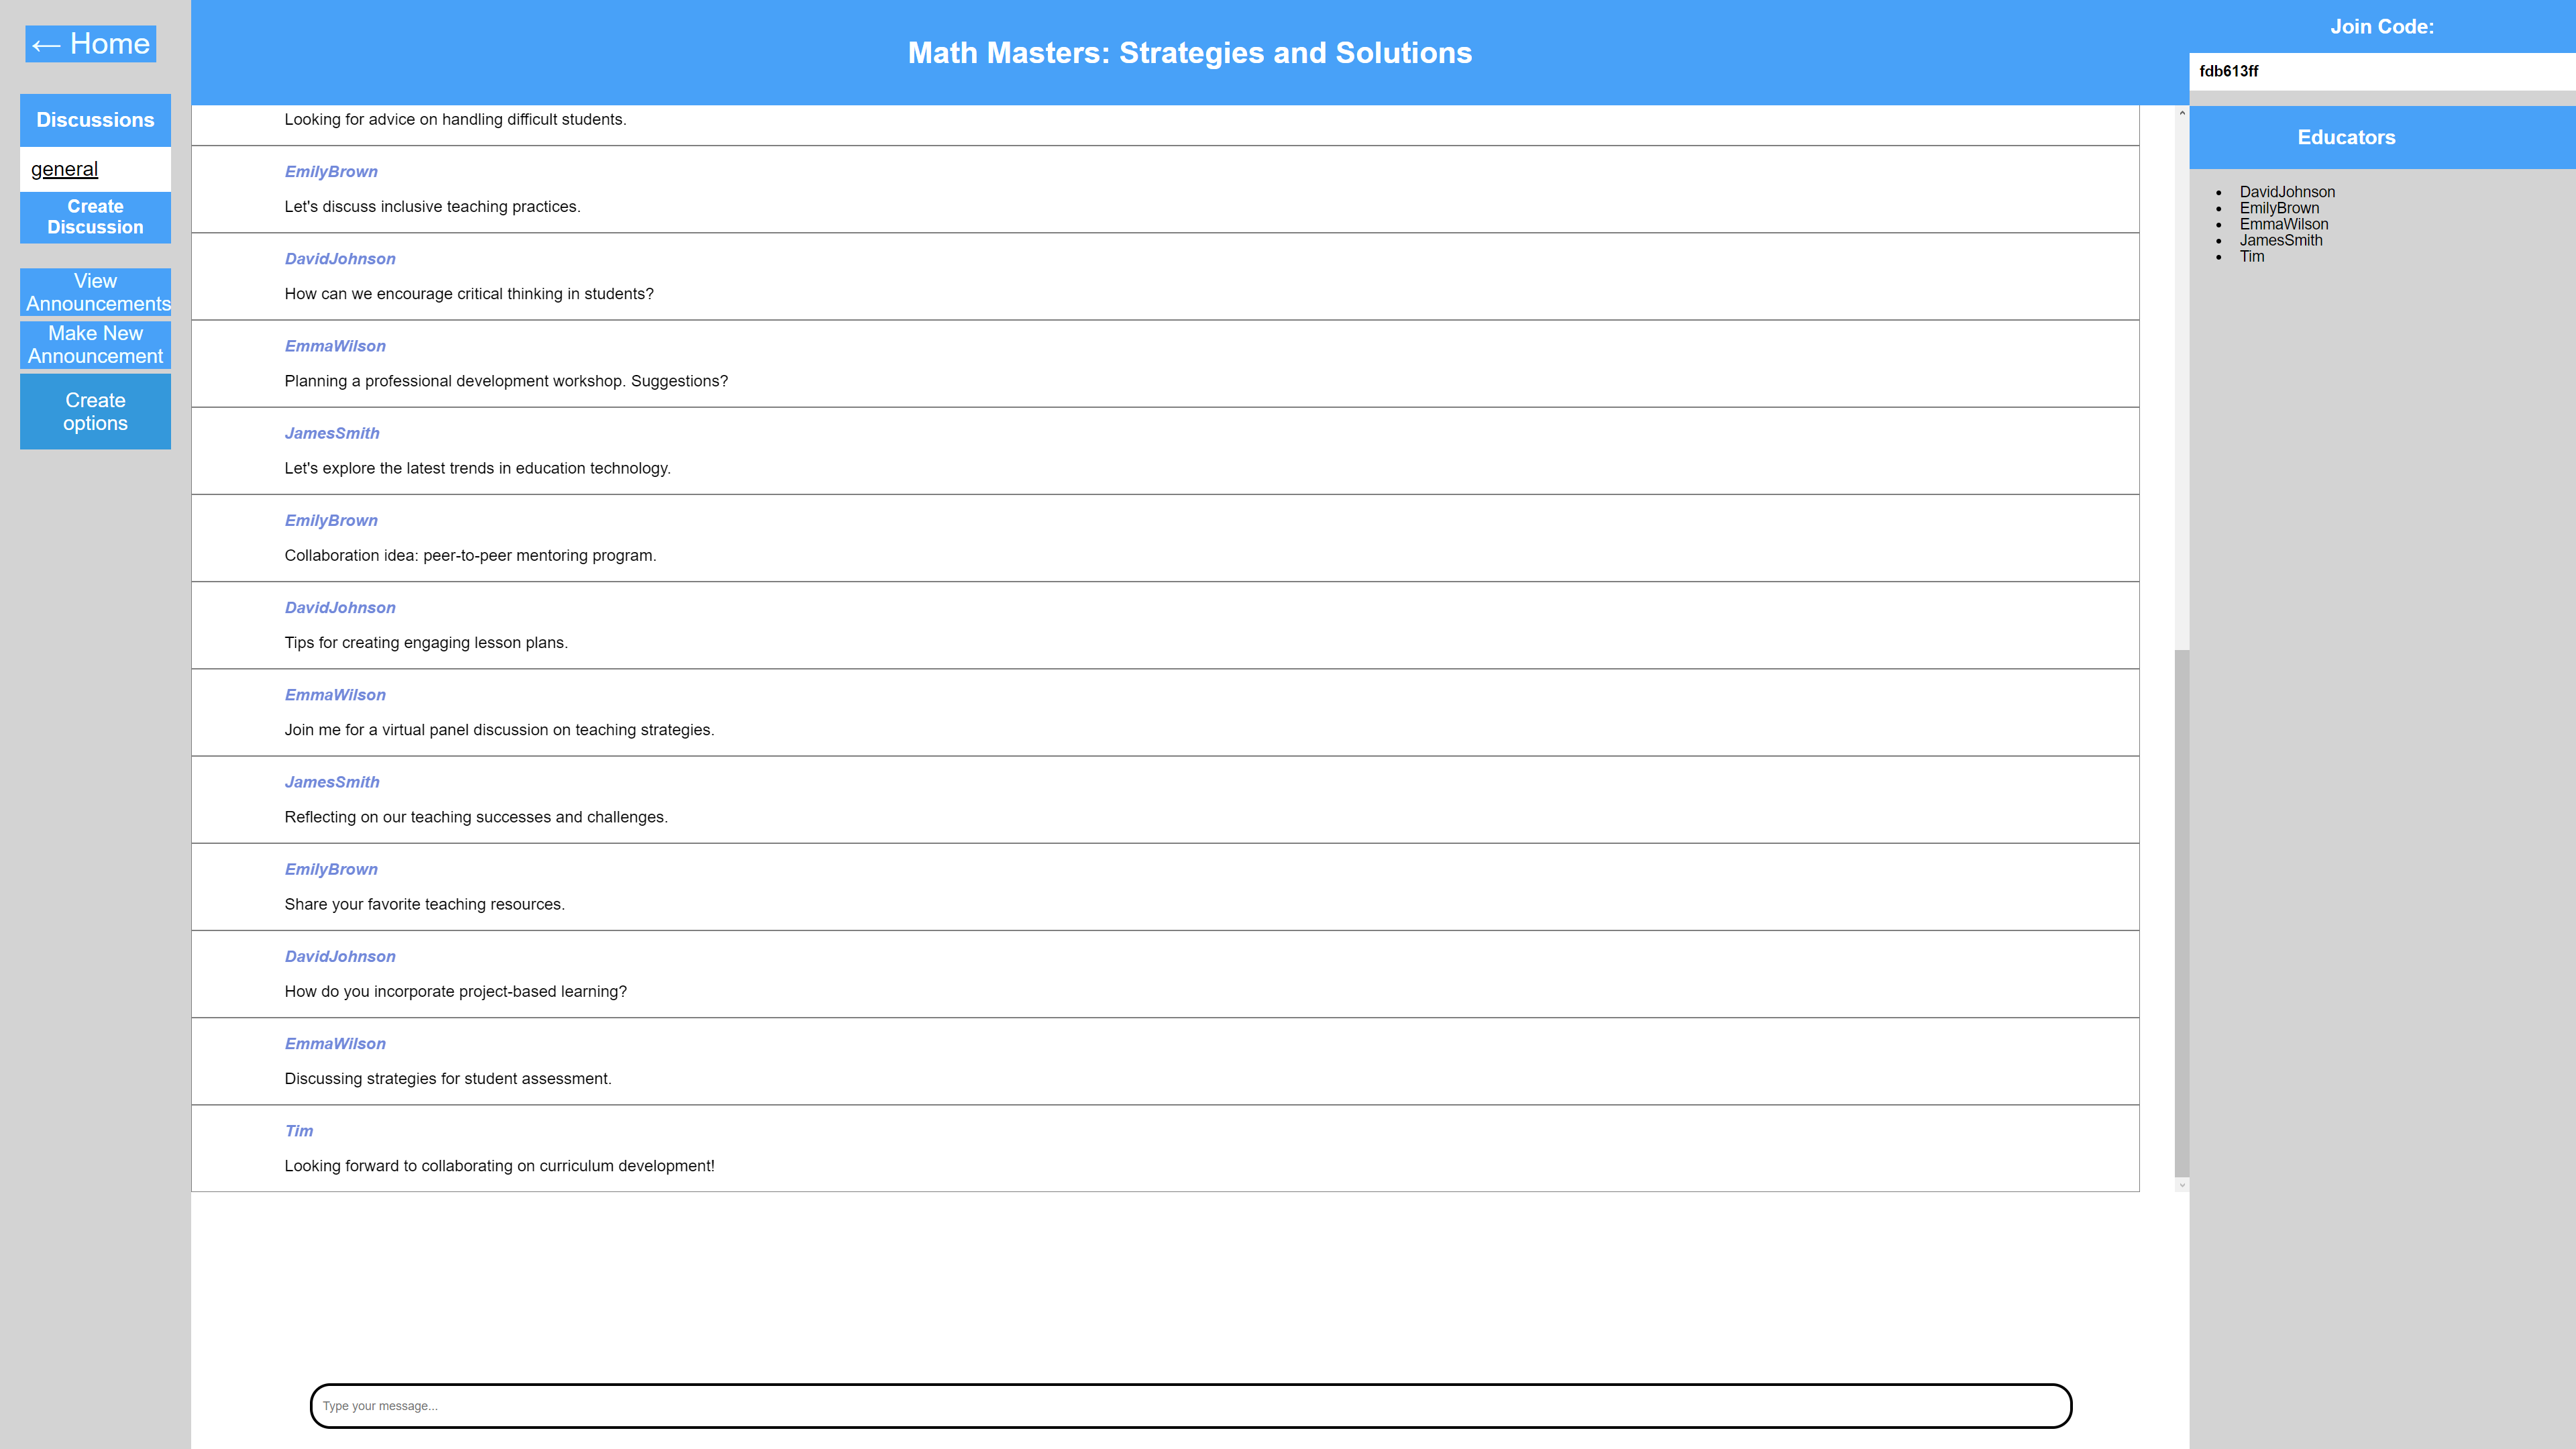 ← Home
Discussions
general
Create
Discussion
View
Announcements
Make New
Announcement
Create
options
Math Masters: Strategies and Solutions
Looking for advice on handling difficult students.
EmilyBrown
Let's discuss inclusive teaching practices.
DavidJohnson
How can we encourage critical thinking in students?
EmmaWilson
Planning a professional development workshop. Suggestions?
JamesSmith
Let's explore the latest trends in education technology.
EmilyBrown
Collaboration idea: peer-to-peer mentoring program.
DavidJohnson
Tips for creating engaging lesson plans.
EmmaWilson
Join me for a virtual panel discussion on teaching strategies.
JamesSmith
Reflecting on our teaching successes and challenges.
EmilyBrown
Share your favorite teaching resources.
DavidJohnson
How do you incorporate project-based learning?
EmmaWilson
Discussing strategies for student assessment.
Tim
Looking forward to collaborating on curriculum development!
Type your message...
Join Code:
fdb613ff
Educators
• DavidJohnson
• EmilyBrown
• EmmaWilson
• JamesSmith
• Tim